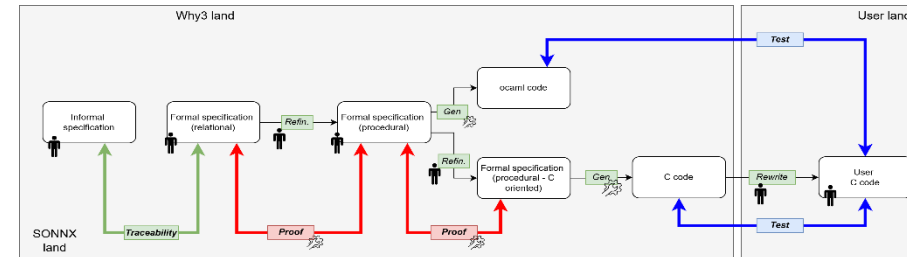 Why3 land
User land
Test
ocaml code
Gen
Informal
specification
Formal specification
(relational)
Refin.
Formal specification
(procedural)
Refin.
Formal specification
(procedural - C
oriented)
Gen.
C code
Rewrite
User
C code
SONNX
land
Traceability
Proof
Proof
Test